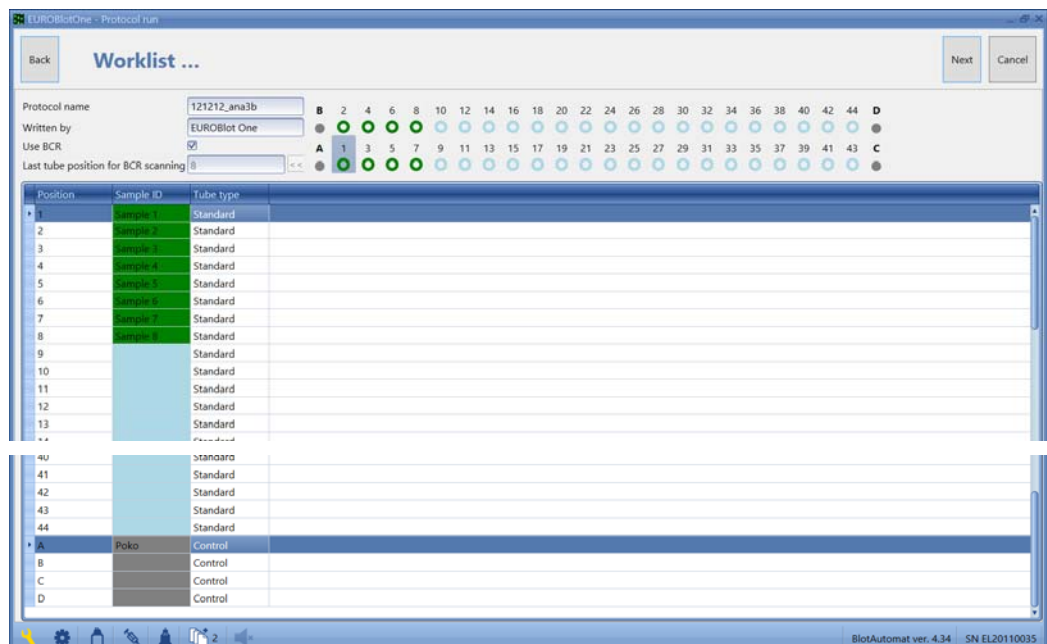 EUROBlotOne - Protocol run
Back Worklist ... Next Cancel
Protocol name 121212_ana3b
Written by EUROBlot One
Use BCR
Last tube position for BCR scanning 8 <<
B 2 4 6 8 10 12 14 16 18 20 22 24 26 28 30 32 34 36 38 40 42 44 D
A 1 3 5 7 9 11 13 15 17 19 21 23 25 27 29 31 33 35 37 39 41 43 C
Position Sample ID Tube type
1 Sample 1 Standard
2 Sample 2 Standard
3 Sample 3 Standard
4 Sample 4 Standard
5 Sample 5 Standard
6 Sample 6 Standard
7 Sample 7 Standard
8 Sample 8 Standard
9 Standard
10 Standard
11 Standard
12 Standard
13 Standard
14 Standard
40 Standard
41 Standard
42 Standard
43 Standard
44 Standard
A Poko Control
B Control
C Control
D Control
2 BlotAutomat ver. 4.34 SN EL20110035